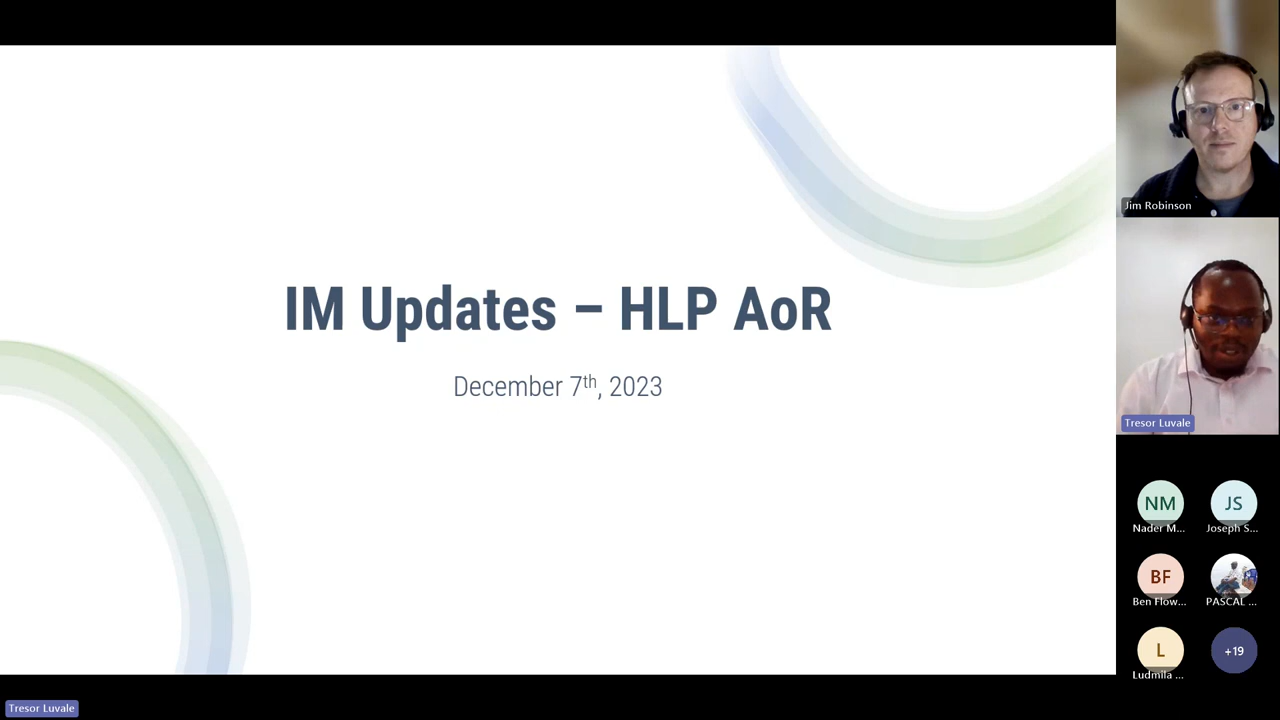 IM Updates – HLP AoR
December 7th, 2023
Jim Robinson
Tresor Luvale
NM
JS
Nader M...
Joseph S...
BF
Ben Flow...
PASCAL ...
L
+19
Ludmila ...
Tresor Luvale